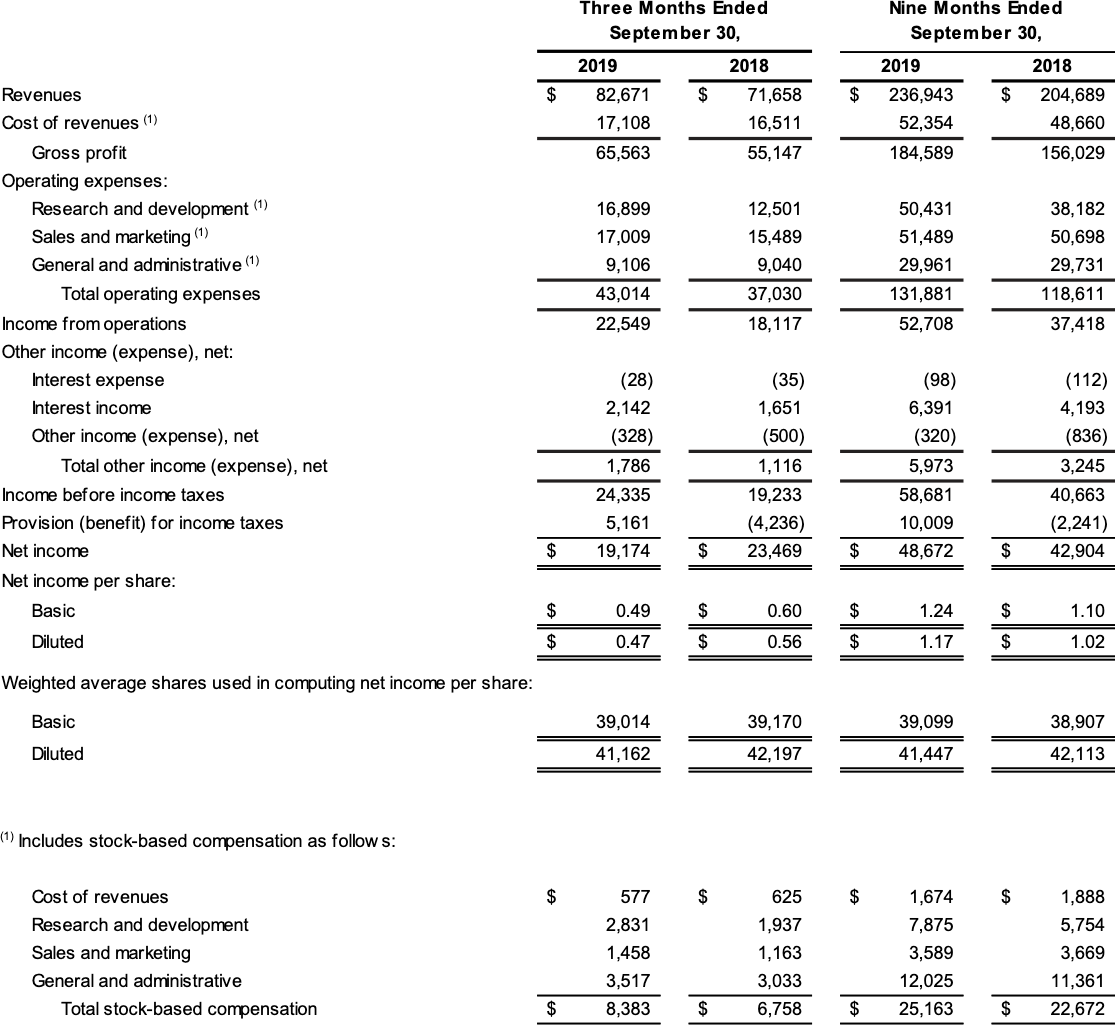 Three Months Ended Nine Months Ended
September 30, September 30,
2019 2018 2019 2018
Revenues $ 82,671 $ 71,658 $ 236,943 $ 204,689
Cost of revenues (1) 17,108 16,511 52,354 48,660
Gross profit 65,563 55,147 184,589 156,029
Operating expenses:
Research and development (1) 16,899 12,501 50,431 38,182
Sales and marketing (1) 17,009 15,489 51,489 50,698
General and administrative (1) 9,106 9,040 29,961 29,731
Total operating expenses 43,014 37,030 131,881 118,611
Income from operations 22,549 18,117 52,708 37,418
Other income (expense), net:
Interest expense (28) (35) (98) (112)
Interest income 2,142 1,651 6,391 4,193
Other income (expense), net (328) (500) (320) (836)
Total other income (expense), net 1,786 1,116 5,973 3,245
Income before income taxes 24,335 19,233 58,681 40,663
Provision (benefit) for income taxes 5,161 (4,236) 10,009 (2,241)
Net income $ 19,174 $ 23,469 $ 48,672 $ 42,904
Net income per share:
Basic $ 0.49 $ 0.60 $ 1.24 $ 1.10
Diluted $ 0.47 $ 0.56 $ 1.17 $ 1.02
Weighted average shares used in computing net income per share:
Basic 39,014 39,170 39,099 38,907
Diluted 41,162 42,197 41,447 42,113
(1) Includes stock-based compensation as follows:
Cost of revenues $ 577 $ 625 $ 1,674 $ 1,888
Research and development 2,831 1,937 7,875 5,754
Sales and marketing 1,458 1,163 3,589 3,669
General and administrative 3,517 3,033 12,025 11,361
Total stock-based compensation $ 8,383 $ 6,758 $ 25,163 $ 22,672